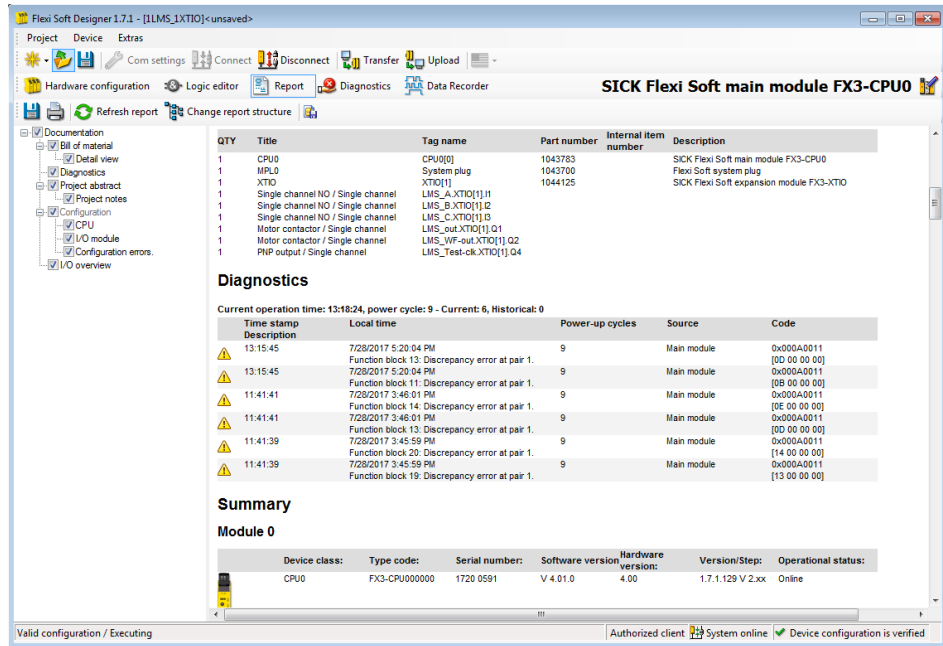 Flexi Soft Designer 1.7.1 - [1LMS_1XTIO]<unsaved>
Project Device Extras
Com settings Connect Disconnect Transfer Upload
Hardware configuration Logic editor Report Diagnostics Data Recorder SICK Flexi Soft main module FX3-CPU0
Refresh report Change report structure
Documentation
Bill of material
Detail view
Diagnostics
Project abstract
Project notes
Configuration
CPU
I/O module
Configuration errors.
I/O overview
QTY Title Tag name Part number Internal item number Description
1 CPU0 CPU0[0] 1043783 SICK Flexi Soft main module FX3-CPU0
1 MPL0 System plug 1043700 Flexi Soft system plug
1 XTIO XTIO[1] 1044125 SICK Flexi Soft expansion module FX3-XTIO
1 Single channel NO / Single channel LMS_A.XTIO[1].I1
1 Single channel NO / Single channel LMS_B.XTIO[1].I2
1 Single channel NO / Single channel LMS_C.XTIO[1].I3
1 Motor contactor / Single channel LMS_out.XTIO[1].Q1
1 Motor contactor / Single channel LMS_WF-out.XTIO[1].Q2
1 PNP output / Single channel LMS_Test-clk.XTIO[1].Q4
Diagnostics
Current operation time: 13:18:24, power cycle: 9 - Current: 6, Historical: 0
Time stamp Local time Power-up cycles Source Code
Description
13:15:45 7/28/2017 5:20:04 PM 9 Main module 0x000A0011
Function block 13: Discrepancy error at pair 1. [0D 00 00 00]
13:15:45 7/28/2017 5:20:04 PM 9 Main module 0x000A0011
Function block 11: Discrepancy error at pair 1. [0B 00 00 00]
11:41:41 7/28/2017 3:46:01 PM 9 Main module 0x000A0011
Function block 14: Discrepancy error at pair 1. [0E 00 00 00]
11:41:41 7/28/2017 3:46:01 PM 9 Main module 0x000A0011
Function block 13: Discrepancy error at pair 1. [0D 00 00 00]
11:41:39 7/28/2017 3:45:59 PM 9 Main module 0x000A0011
Function block 20: Discrepancy error at pair 1. [14 00 00 00]
11:41:39 7/28/2017 3:45:59 PM 9 Main module 0x000A0011
Function block 19: Discrepancy error at pair 1. [13 00 00 00]
Summary
Module 0
Device class: Type code: Serial number: Software version Hardware version: Version/Step: Operational status:
CPU0 FX3-CPU000000 1720 0591 V 4.01.0 4.00 1.7.1.129 V 2.xx Online
Valid configuration / Executing Authorized client System online Device configuration is verified